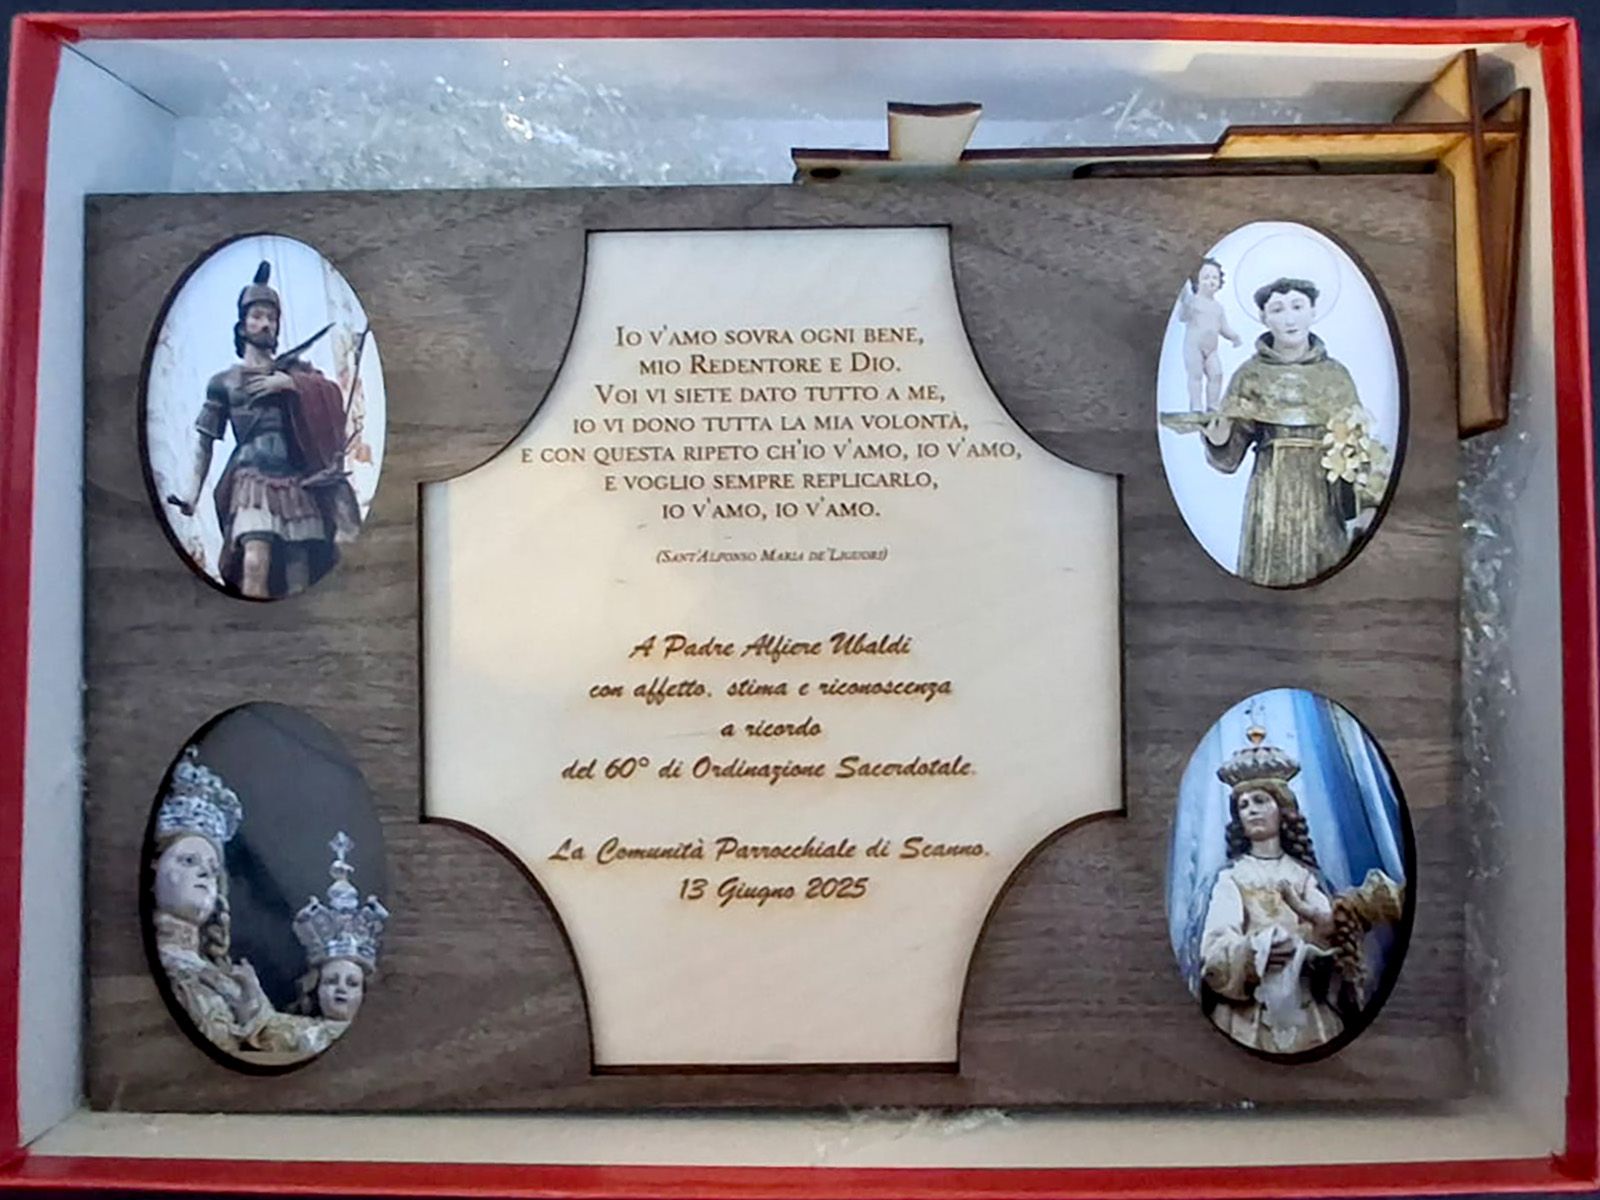 Io v'amo sovra ogni bene,
mio Redentore e Dio.
Voi vi siete dato tutto a me,
io vi dono tutta la mia volontà,
e con questa ripeto ch'io v'amo, io v'amo,
e voglio sempre replicarlo,
io v'amo, io v'amo.
(Sant'Alfonso Maria de'Liguori)
A Padre Alfiere Ubaldi
con affetto, stima e riconoscenza
a ricordo
del 60° di Ordinazione Sacerdotale.
La Comunità Parrocchiale di Scanno.
13 Giugno 2025